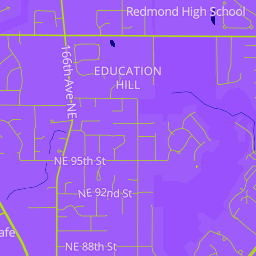 Redmond High School
166th Ave NE
EDUCATION
HILL
NE 95th St
NE 92nd St
NE 88th St